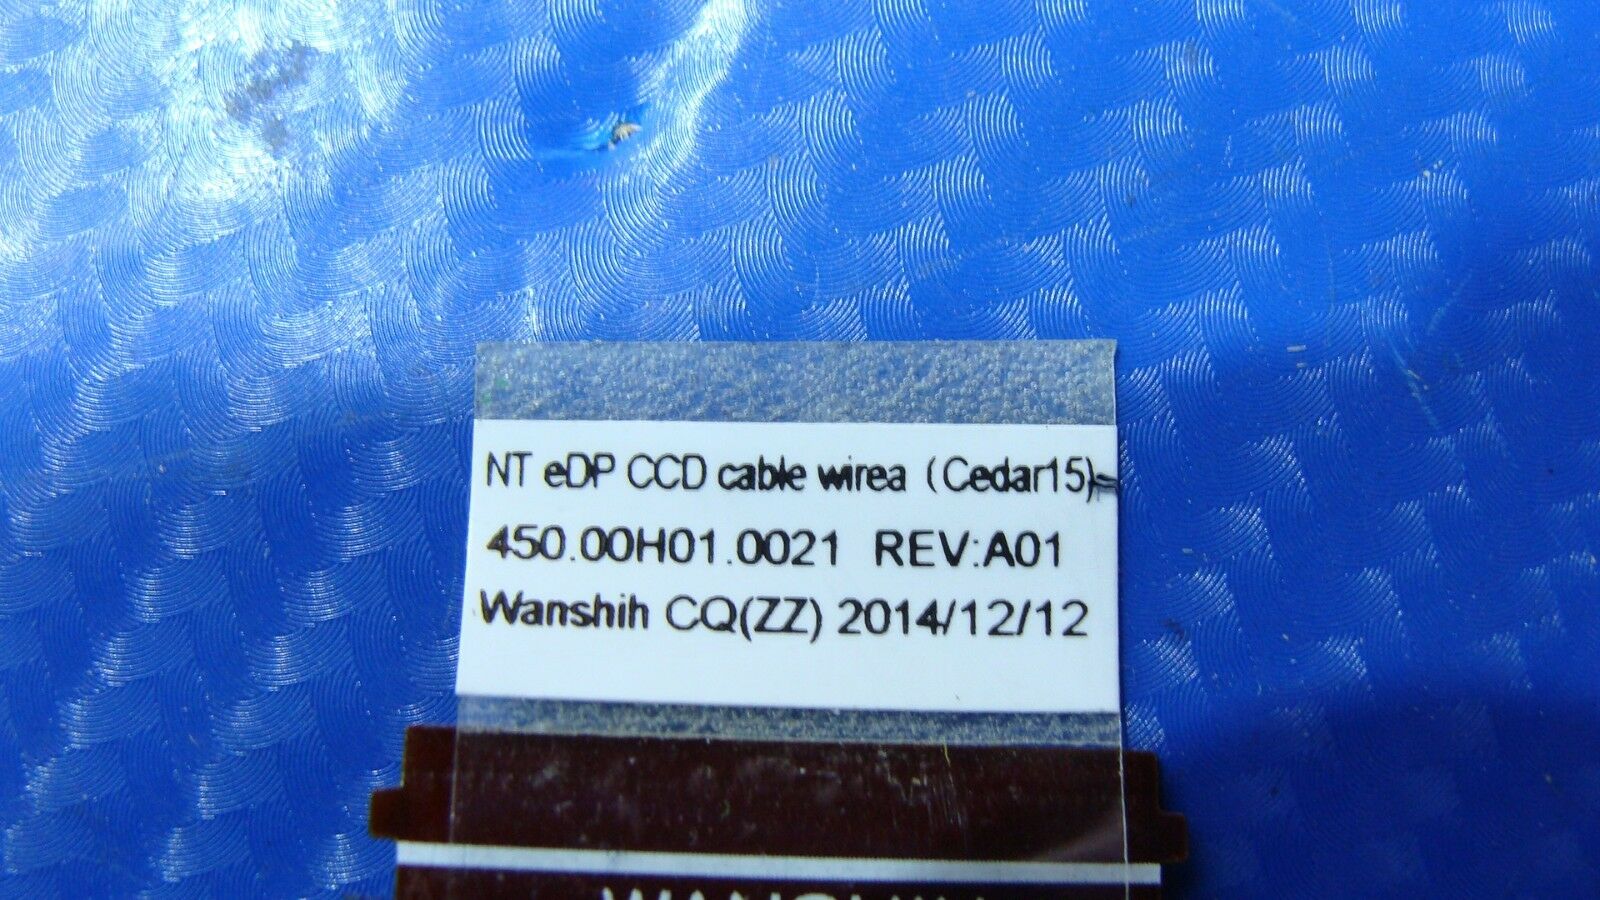 NT eDP CCD cable wirea (Cedar15)
450.00H01.0021 REV:A01
Wanshih CQ(ZZ) 2014/12/12